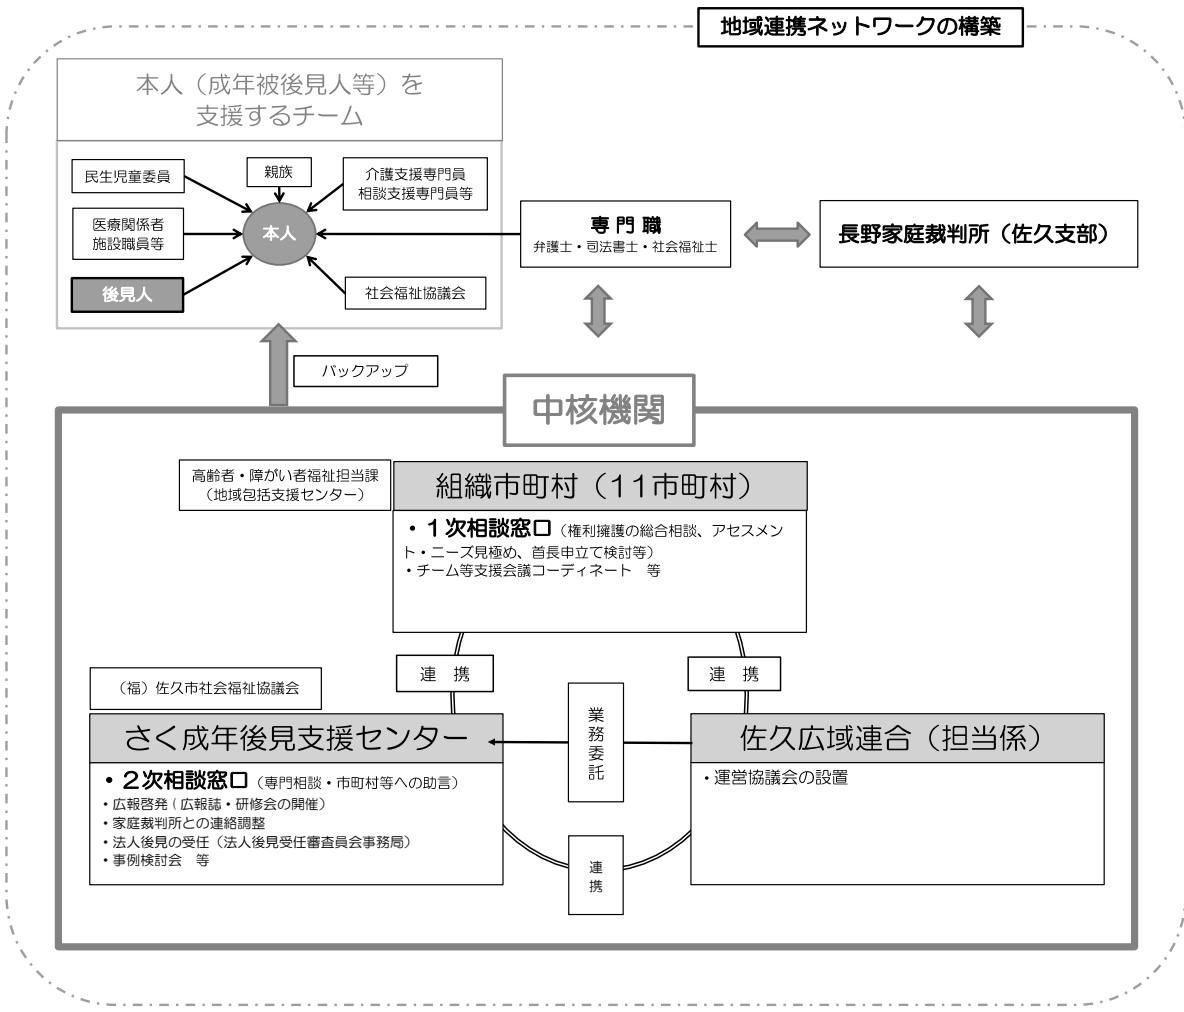 地域連携ネットワークの構築
本人（成年被後見人等）を
支援するチーム
民生児童委員
親族
介護支援専門員
相談支援専門員等
医療関係者
施設職員等
本人
後見人
社会福祉協議会
専 門 職
弁護士・司法書士・社会福祉士
長野家庭裁判所（佐久支部）
バックアップ
中核機関
高齢者・障がい者福祉担当課
（地域包括支援センター）
組織市町村（11市町村）
・１次相談窓口（権利擁護の総合相談、アセスメン
ト・ニーズ見極め、首長申立て検討等）
・チーム等支援会議コーディネート　等
連　携
連　携
（福）佐久市社会福祉協議会
業務委託
さく成年後見支援センター
・２次相談窓口（専門相談・市町村等への助言）
・広報啓発（広報誌・研修会の開催）
・家庭裁判所との連絡調整
・法人後見の受任（法人後見受任審査員会事務局）
・事例検討会　等
佐久広域連合（担当係）
・運営協議会の設置
連
携